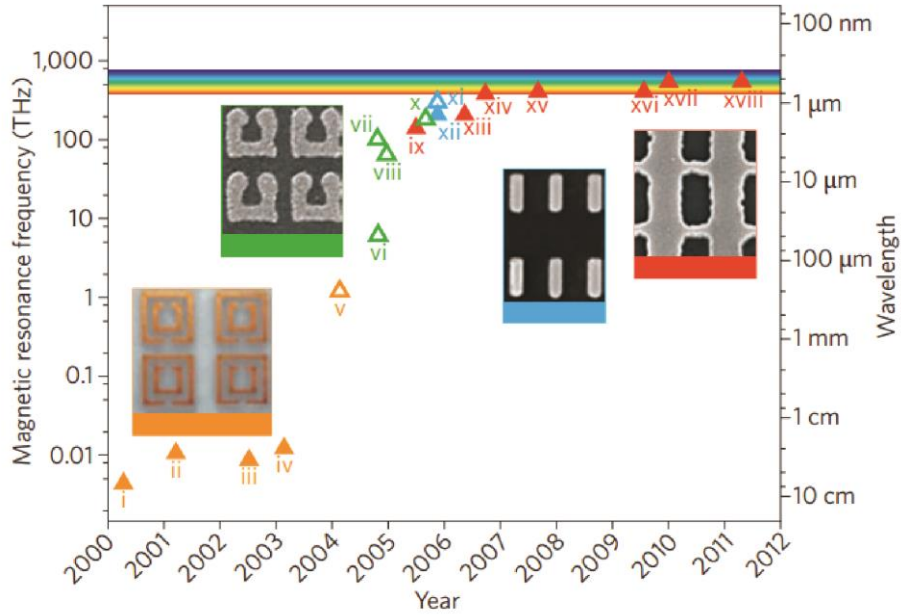 Magnetic resonance frequency (THz)
1,000
100
10
1
0.1
0.01
100 nm
1 μm
10 μm
100 μm
1 mm
1 cm
10 cm
Wavelength
i
ii
iii
iv
v
vi
vii
viii
ix
x
xi
xii
xiii
xiv
xv
xvi
xvii
xviii
2000
2001
2002
2003
2004
2005
2006
2007
2008
2009
2010
2011
2012
Year